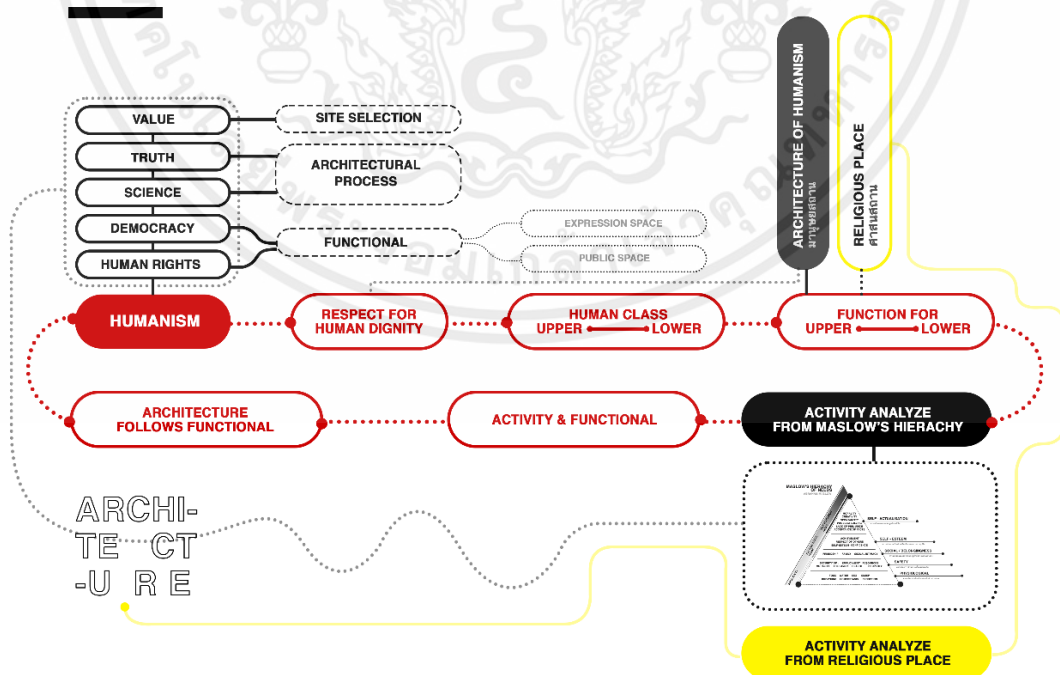 VALUE
SITE SELECTION
TRUTH
ARCHITECTURAL
PROCESS
SCIENCE
DEMOCRACY
FUNCTIONAL
HUMAN RIGHTS
EXPRESSION SPACE
PUBLIC SPACE
ARCHITECTURE OF HUMANISM
มานุษยสถาน
RELIGIOUS PLACE
ศาสนสถาน
HUMANISM
RESPECT FOR
HUMAN DIGNITY
HUMAN CLASS
UPPER LOWER
FUNCTION FOR
UPPER LOWER
ARCHITECTURE
FOLLOWS FUNCTIONAL
ACTIVITY & FUNCTIONAL
ACTIVITY ANALYZE
FROM MASLOW'S HIERACHY
MASLOW'S HIERARCHY
OF NEEDS
SELF - ACTUALISATION
SELF - ESTEEM
SAFETY
ARCHI-
TE CT
-U R E
ACTIVITY ANALYZE
FROM RELIGIOUS PLACE